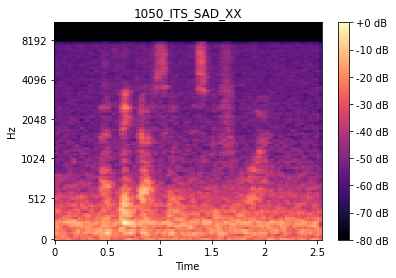 1050_ITS_SAD_XX
+0 dB
8192
-10 dB
4096
-20 dB
-30 dB
2048
Hz
-40 dB
1024
-50 dB
512
-60 dB
-70 dB
0
-80 dB
0 0.5 1 1.5 2 2.5
Time